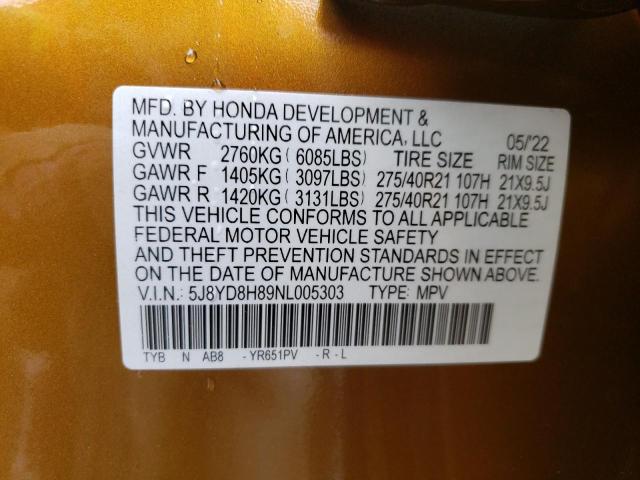 MFD. BY HONDA DEVELOPMENT &
MANUFACTURING OF AMERICA, LLC 05/'22
GVWR 2760KG ( 6085LBS) TIRE SIZE RIM SIZE
GAWR F 1405KG ( 3097LBS) 275/40R21 107H 21X9.5J
GAWR R 1420KG ( 3131LBS) 275/40R21 107H 21X9.5J
THIS VEHICLE CONFORMS TO ALL APPLICABLE
FEDERAL MOTOR VEHICLE SAFETY
AND THEFT PREVENTION STANDARDS IN EFFECT
ON THE DATE OF MANUFACTURE SHOWN ABOVE.
V.I.N.: 5J8YD8H89NL005303 TYPE: MPV
TYB N AB8 - YR651PV - R - L